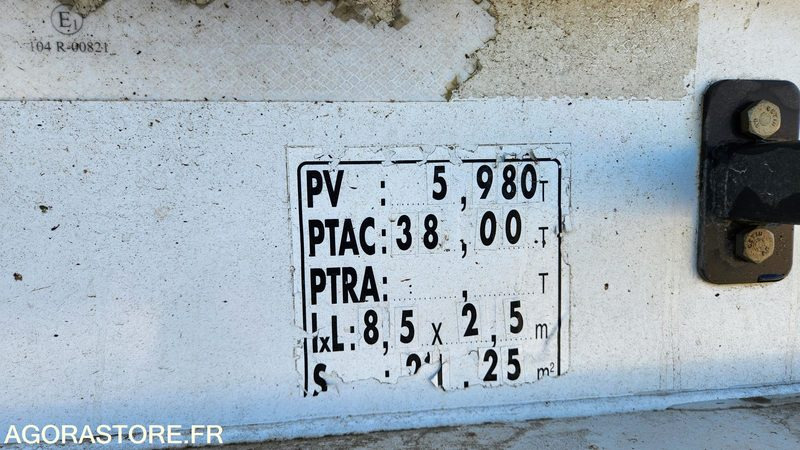 E1
104 R-00821
PV : 5,980 T
PTAC: 38,00 T
PTRA: , T
lxL: 8,5 x 2,5 m
S : 21,25 m²
AGORASTORE.FR